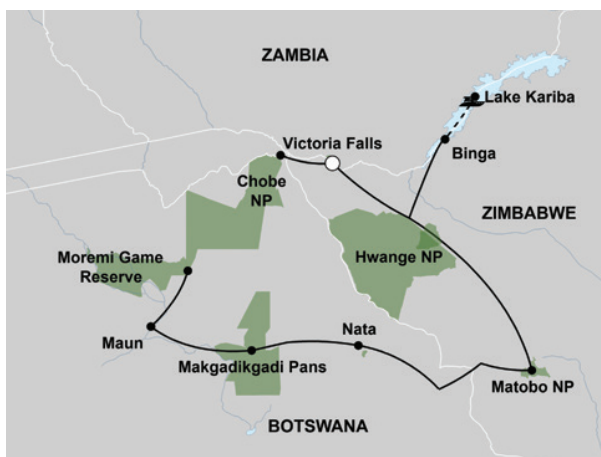 ZAMBIA
Lake Kariba
Victoria Falls
Binga
Chobe
NP
ZIMBABWE
Moremi Game
Reserve
Hwange NP
Maun
Nata
Makgadikgadi Pans
Matobo NP
BOTSWANA